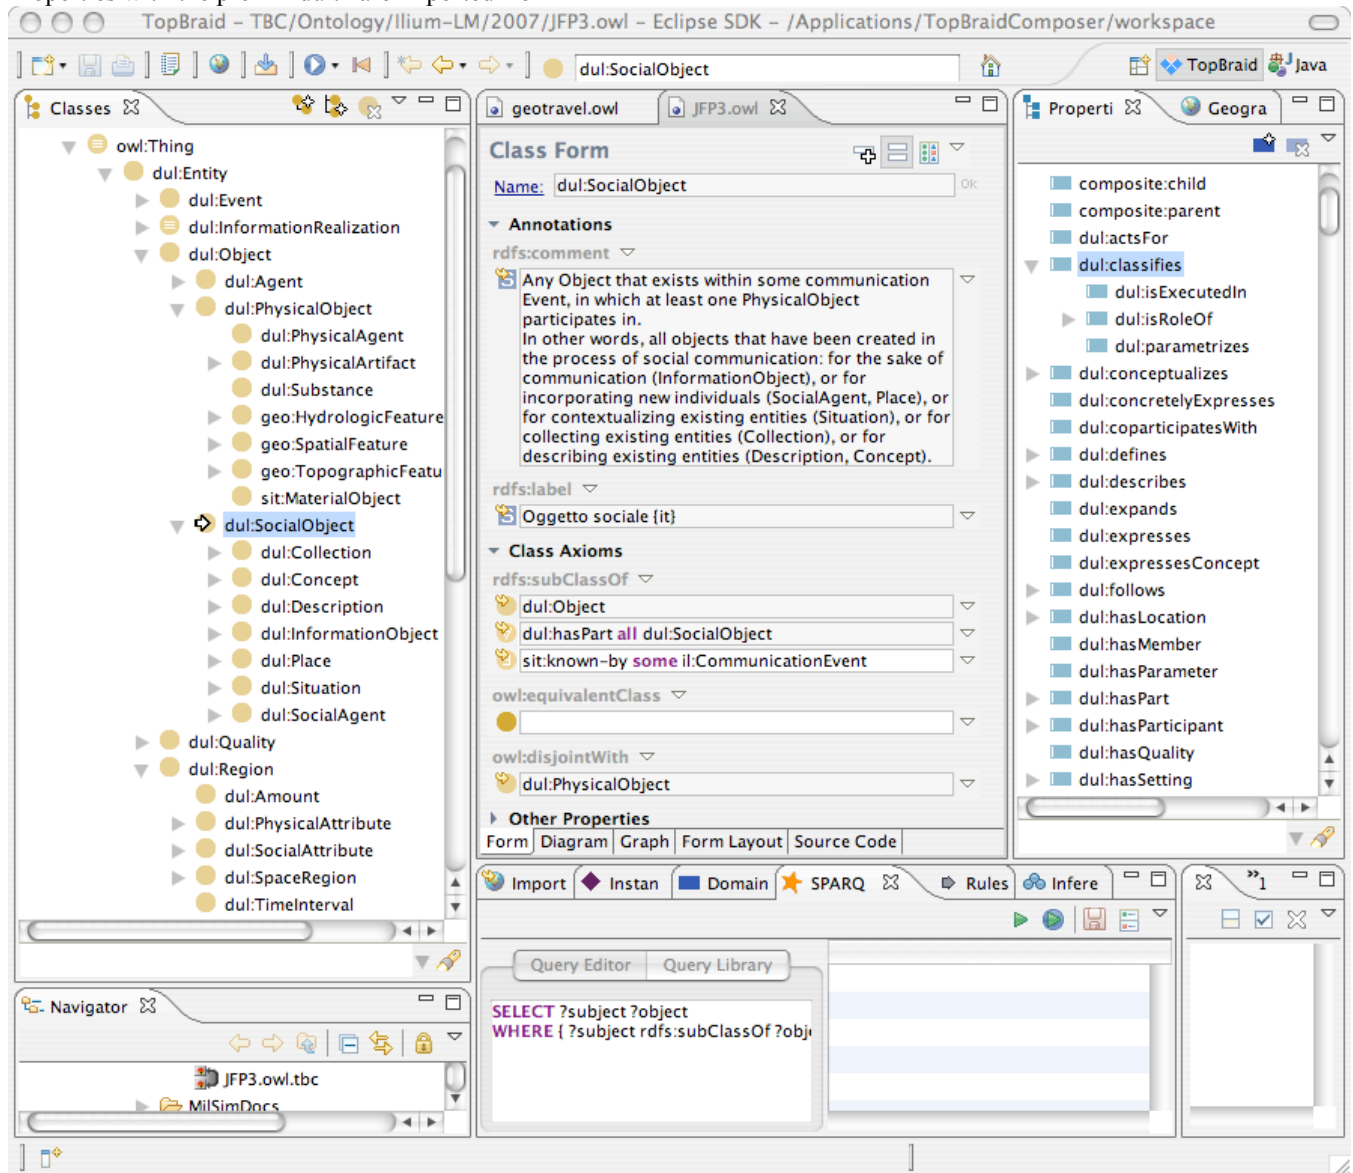 TopBraid - TBC/Ontology/Ilium-LM/2007/JFP3.owl - Eclipse SDK - /Applications/TopBraidComposer/workspace
dul:SocialObject
TopBraid
Java
Classes
owl:Thing
dul:Entity
dul:Event
dul:InformationRealization
dul:Object
dul:Agent
dul:PhysicalObject
dul:PhysicalAgent
dul:PhysicalArtifact
dul:Substance
geo:HydrologicFeature
geo:SpatialFeature
geo:TopographicFeatu
sit:MaterialObject
dul:SocialObject
dul:Collection
dul:Concept
dul:Description
dul:InformationObject
dul:Place
dul:Situation
dul:SocialAgent
dul:Quality
dul:Region
dul:Amount
dul:PhysicalAttribute
dul:SocialAttribute
dul:SpaceRegion
dul:TimeInterval
Navigator
JFP3.owl.tbc
MilSimDocs
geotravel.owl
JFP3.owl
Class Form
Name: dul:SocialObject
Ok
Annotations
rdfs:comment
Any Object that exists within some communication
Event, in which at least one PhysicalObject
participates in.
In other words, all objects that have been created in
the process of social communication: for the sake of
communication (InformationObject), or for
incorporating new individuals (SocialAgent, Place), or
for contextualizing existing entities (Situation), or for
collecting existing entities (Collection), or for
describing existing entities (Description, Concept).
rdfs:label
Oggetto sociale {it}
Class Axioms
rdfs:subClassOf
dul:Object
dul:hasPart all dul:SocialObject
sit:known-by some il:CommunicationEvent
owl:equivalentClass
owl:disjointWith
dul:PhysicalObject
Other Properties
Form Diagram Graph Form Layout Source Code
Properti
Geogra
composite:child
composite:parent
dul:actsFor
dul:classifies
dul:isExecutedIn
dul:isRoleOf
dul:parametrizes
dul:conceptualizes
dul:concretelyExpresses
dul:coparticipatesWith
dul:defines
dul:describes
dul:expands
dul:expresses
dul:expressesConcept
dul:follows
dul:hasLocation
dul:hasMember
dul:hasParameter
dul:hasPart
dul:hasParticipant
dul:hasQuality
dul:hasSetting
Import Instan Domain SPARQ Rules Infere
»1
Query Editor Query Library
SELECT ?subject ?object
WHERE { ?subject rdfs:subClassOf ?obj